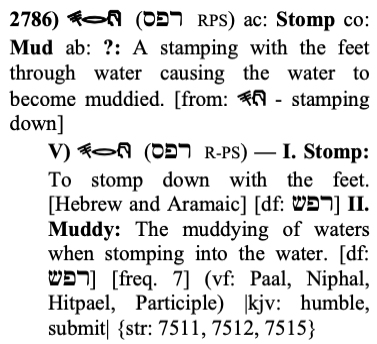 2786) (רפס RPS) ac: Stomp co:
Mud ab: ?: A stamping with the feet
through water causing the water to
become muddied. [from: - stamping
down]
V) (רפס R-PS) — I. Stomp:
To stomp down with the feet.
[Hebrew and Aramaic] [df: רפש] II.
Muddy: The muddying of waters
when stomping into the water. [df:
רפש] [freq. 7] (vf: Paal, Niphal,
Hitpael, Participle) |kjv: humble,
submit| {str: 7511, 7512, 7515}